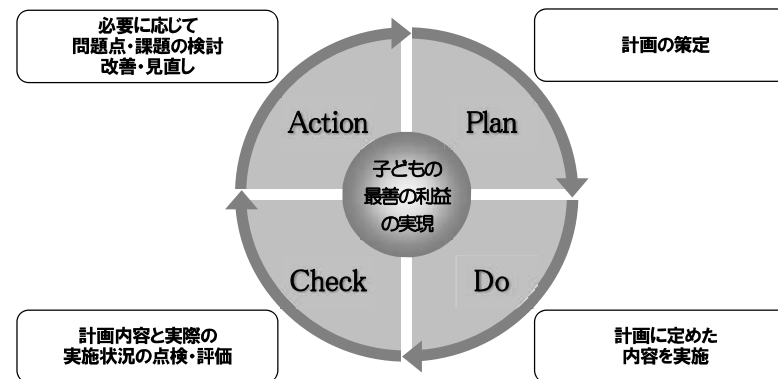 必要に応じて
問題点・課題の検討
改善・見直し
計画の策定
Action
Plan
子どもの
最善の利益
の実現
Check
Do
計画内容と実際の
実施状況の点検・評価
計画に定めた
内容を実施